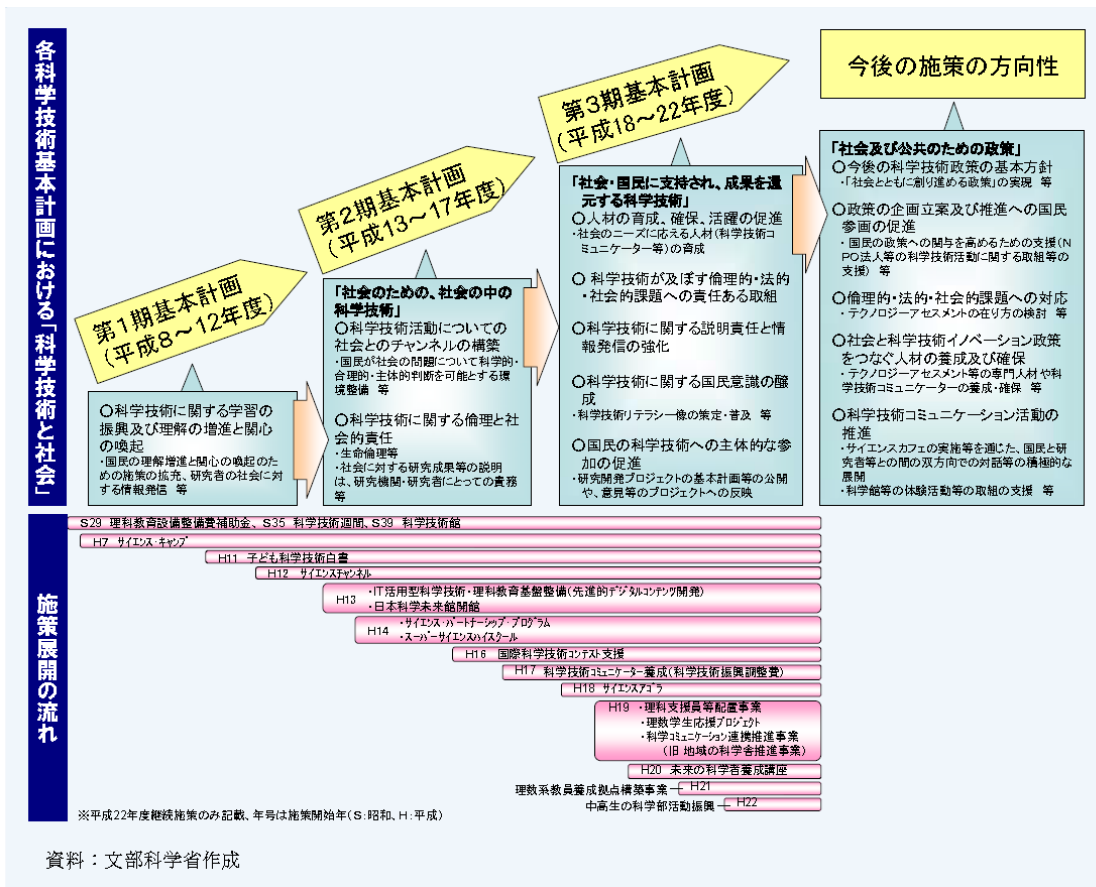 各科学技術基本計画における「科学技術と社会」
第1期基本計画
(平成8～12年度)
○科学技術に関する学習の
振興及び理解の増進と関心
の喚起
・国民の理解増進と関心の喚起のた
めの施策の拡充、研究者の社会に対
する情報発信 等
第2期基本計画
(平成13～17年度)
「社会のための、社会の中の
科学技術」
○科学技術活動についての
社会とのチャンネルの構築
・国民が社会の問題について科学的・
合理的・主体的判断を可能とする環
境整備 等
○科学技術に関する倫理と社
会的責任
・生命倫理等
・社会に対する研究成果等の説明
は、研究機関・研究者にとっての責務
等
第3期基本計画
(平成18～22年度)
「社会・国民に支持され、成果を還
元する科学技術」
○人材の育成、確保、活躍の促進
・社会のニーズに応える人材(科学技術コ
ミュニケーター等)の育成
○ 科学技術が及ぼす倫理的・法的
・社会的課題への責任ある取組
○科学技術に関する説明責任と情
報発信の強化
○科学技術に関する国民意識の醸
成
・科学技術リテラシー像の策定・普及 等
○国民の科学技術への主体的な参
加の促進
・研究開発プロジェクトの基本計画等の公開
や、意見等のプロジェクトへの反映
今後の施策の方向性
「社会及び公共のための政策」
○今後の科学技術政策の基本方針
・「社会とともに創り進める政策」の実現 等
○政策の企画立案及び推進への国民
参画の促進
・国民の政策への関与を高めるための支援(N
PO法人等の科学技術活動に関する取組等の
支援) 等
○倫理的・法的・社会的課題への対応
・テクノロジーアセスメントの在り方の検討 等
○社会と科学技術イノベーション政策
をつなぐ人材の養成及び確保
・テクノロジーアセスメント等の専門人材や科
学技術コミュニケーターの養成・確保 等
○科学技術コミュニケーション活動の
推進
・サイエンスカフェの実施等を通じた、国民と研
究者等との間の双方向での対話等の積極的な
展開
・科学館等の体験活動等の取組の支援 等
施策展開の流れ
S29 理科教育設備整備費補助金、S35 科学技術週間、S39 科学技術館
H7 サイエンス・キャンプ
H11 子ども科学技術白書
H12 サイエンスチャンネル
H13 ・IT活用型科学技術・理科教育基盤整備(先進的デジタルコンテンツ開発)
・日本科学未来館開館
H14 ・サイエンス・パートナーシップ・プログラム
・スーパーサイエンスハイスクール
H16 国際科学技術コンテスト支援
H17 科学技術コミュニケーター養成(科学技術振興調整費)
H18 サイエンスアゴラ
H19 ・理科支援員等配置事業
・理数学生応援プロジェクト
・科学コミュニケーション連携推進事業
(旧 地域の科学舎推進事業)
H20 未来の科学者養成講座
理数系教員養成拠点構築事業 H21
中高生の科学部活動振興 H22
※平成22年度継続施策のみ記載、年号は施策開始年(S:昭和、H:平成)
資料：文部科学省作成